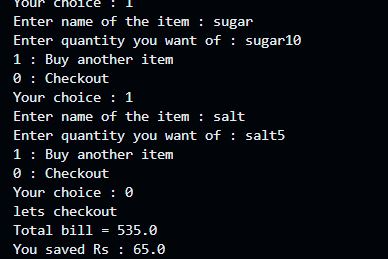 Your choice : 1
Enter name of the item : sugar
Enter quantity you want of : sugar10
1 : Buy another item
0 : Checkout
Your choice : 1
Enter name of the item : salt
Enter quantity you want of : salt5
1 : Buy another item
0 : Checkout
Your choice : 0
lets checkout
Total bill = 535.0
You saved Rs : 65.0